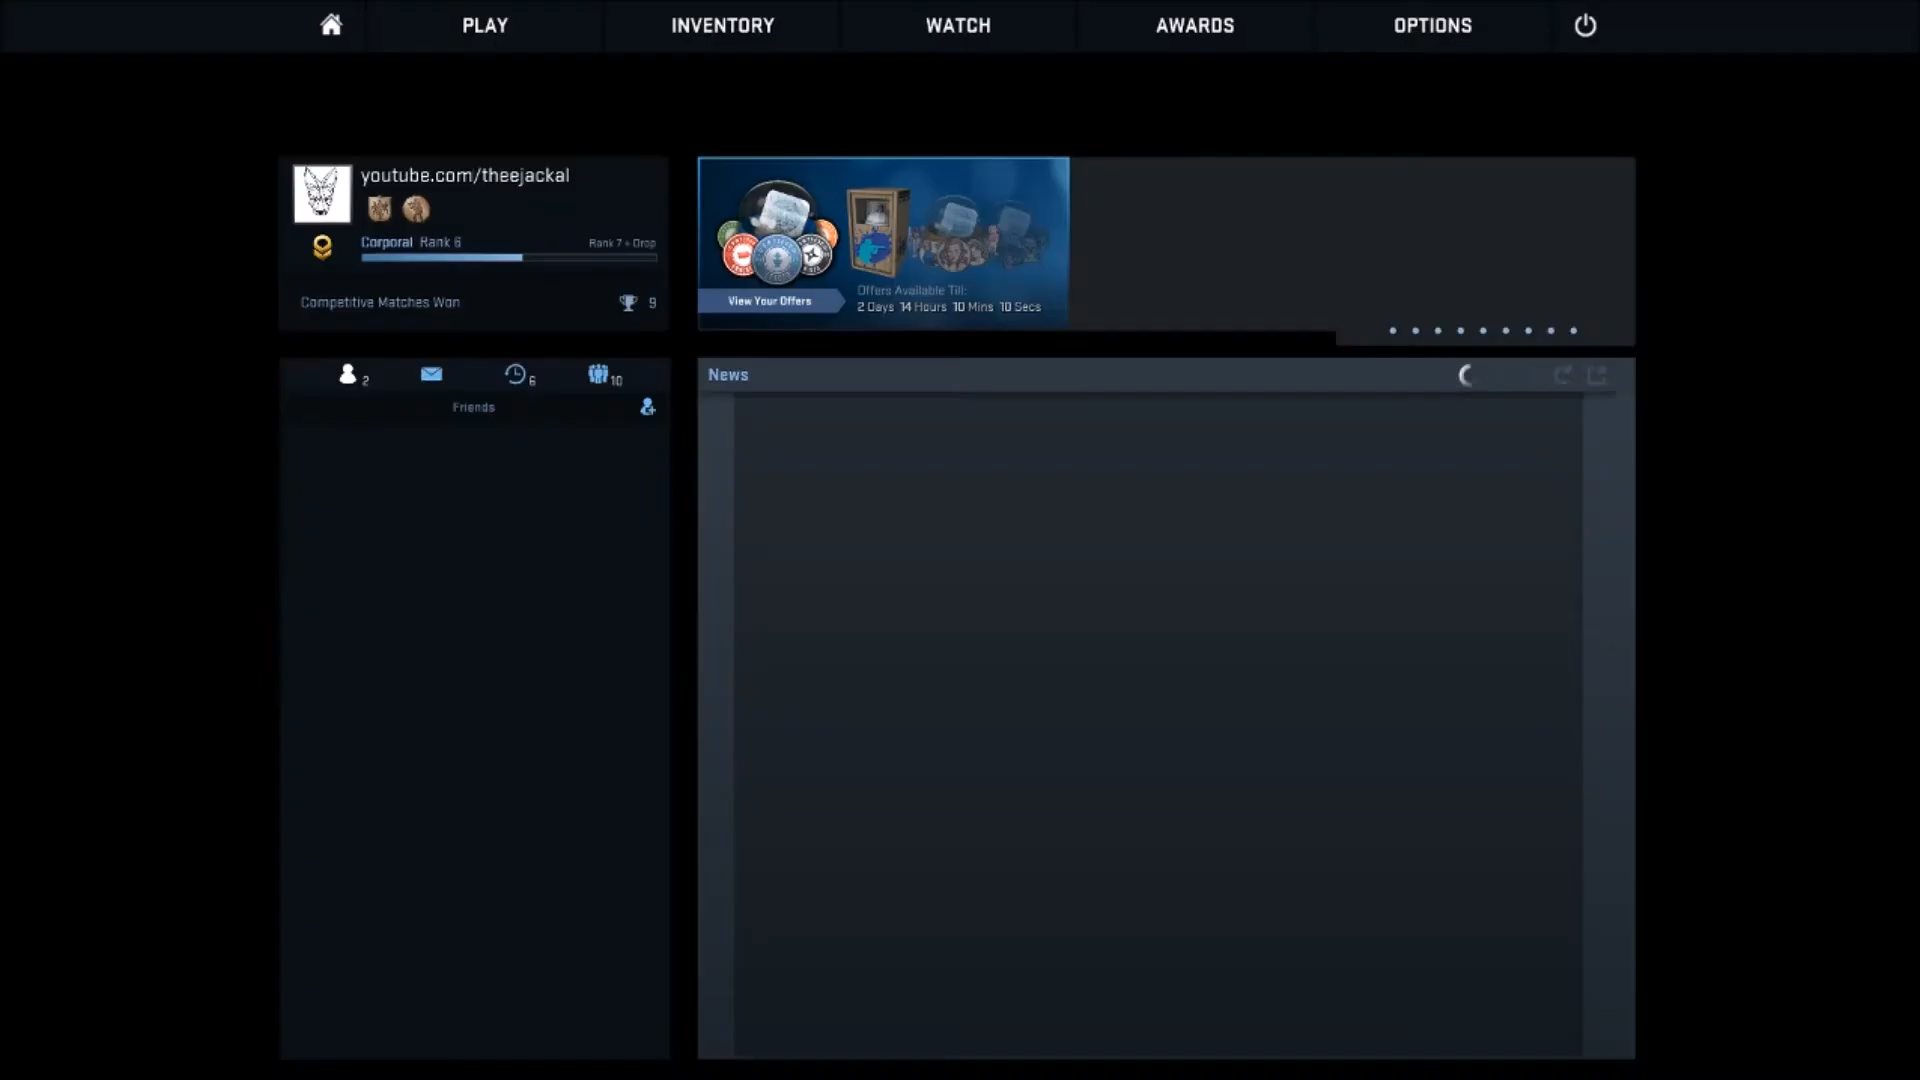 PLAY
INVENTORY
WATCH
AWARDS
OPTIONS
youtube.com/theejackal
Corporal Rank 6
Rank 7 = Drop
Competitive Matches Won
9
View Your Offers
Offers Available Till:
2 Days 14 Hours 10 Mins 10 Secs
2
6
10
Friends
News